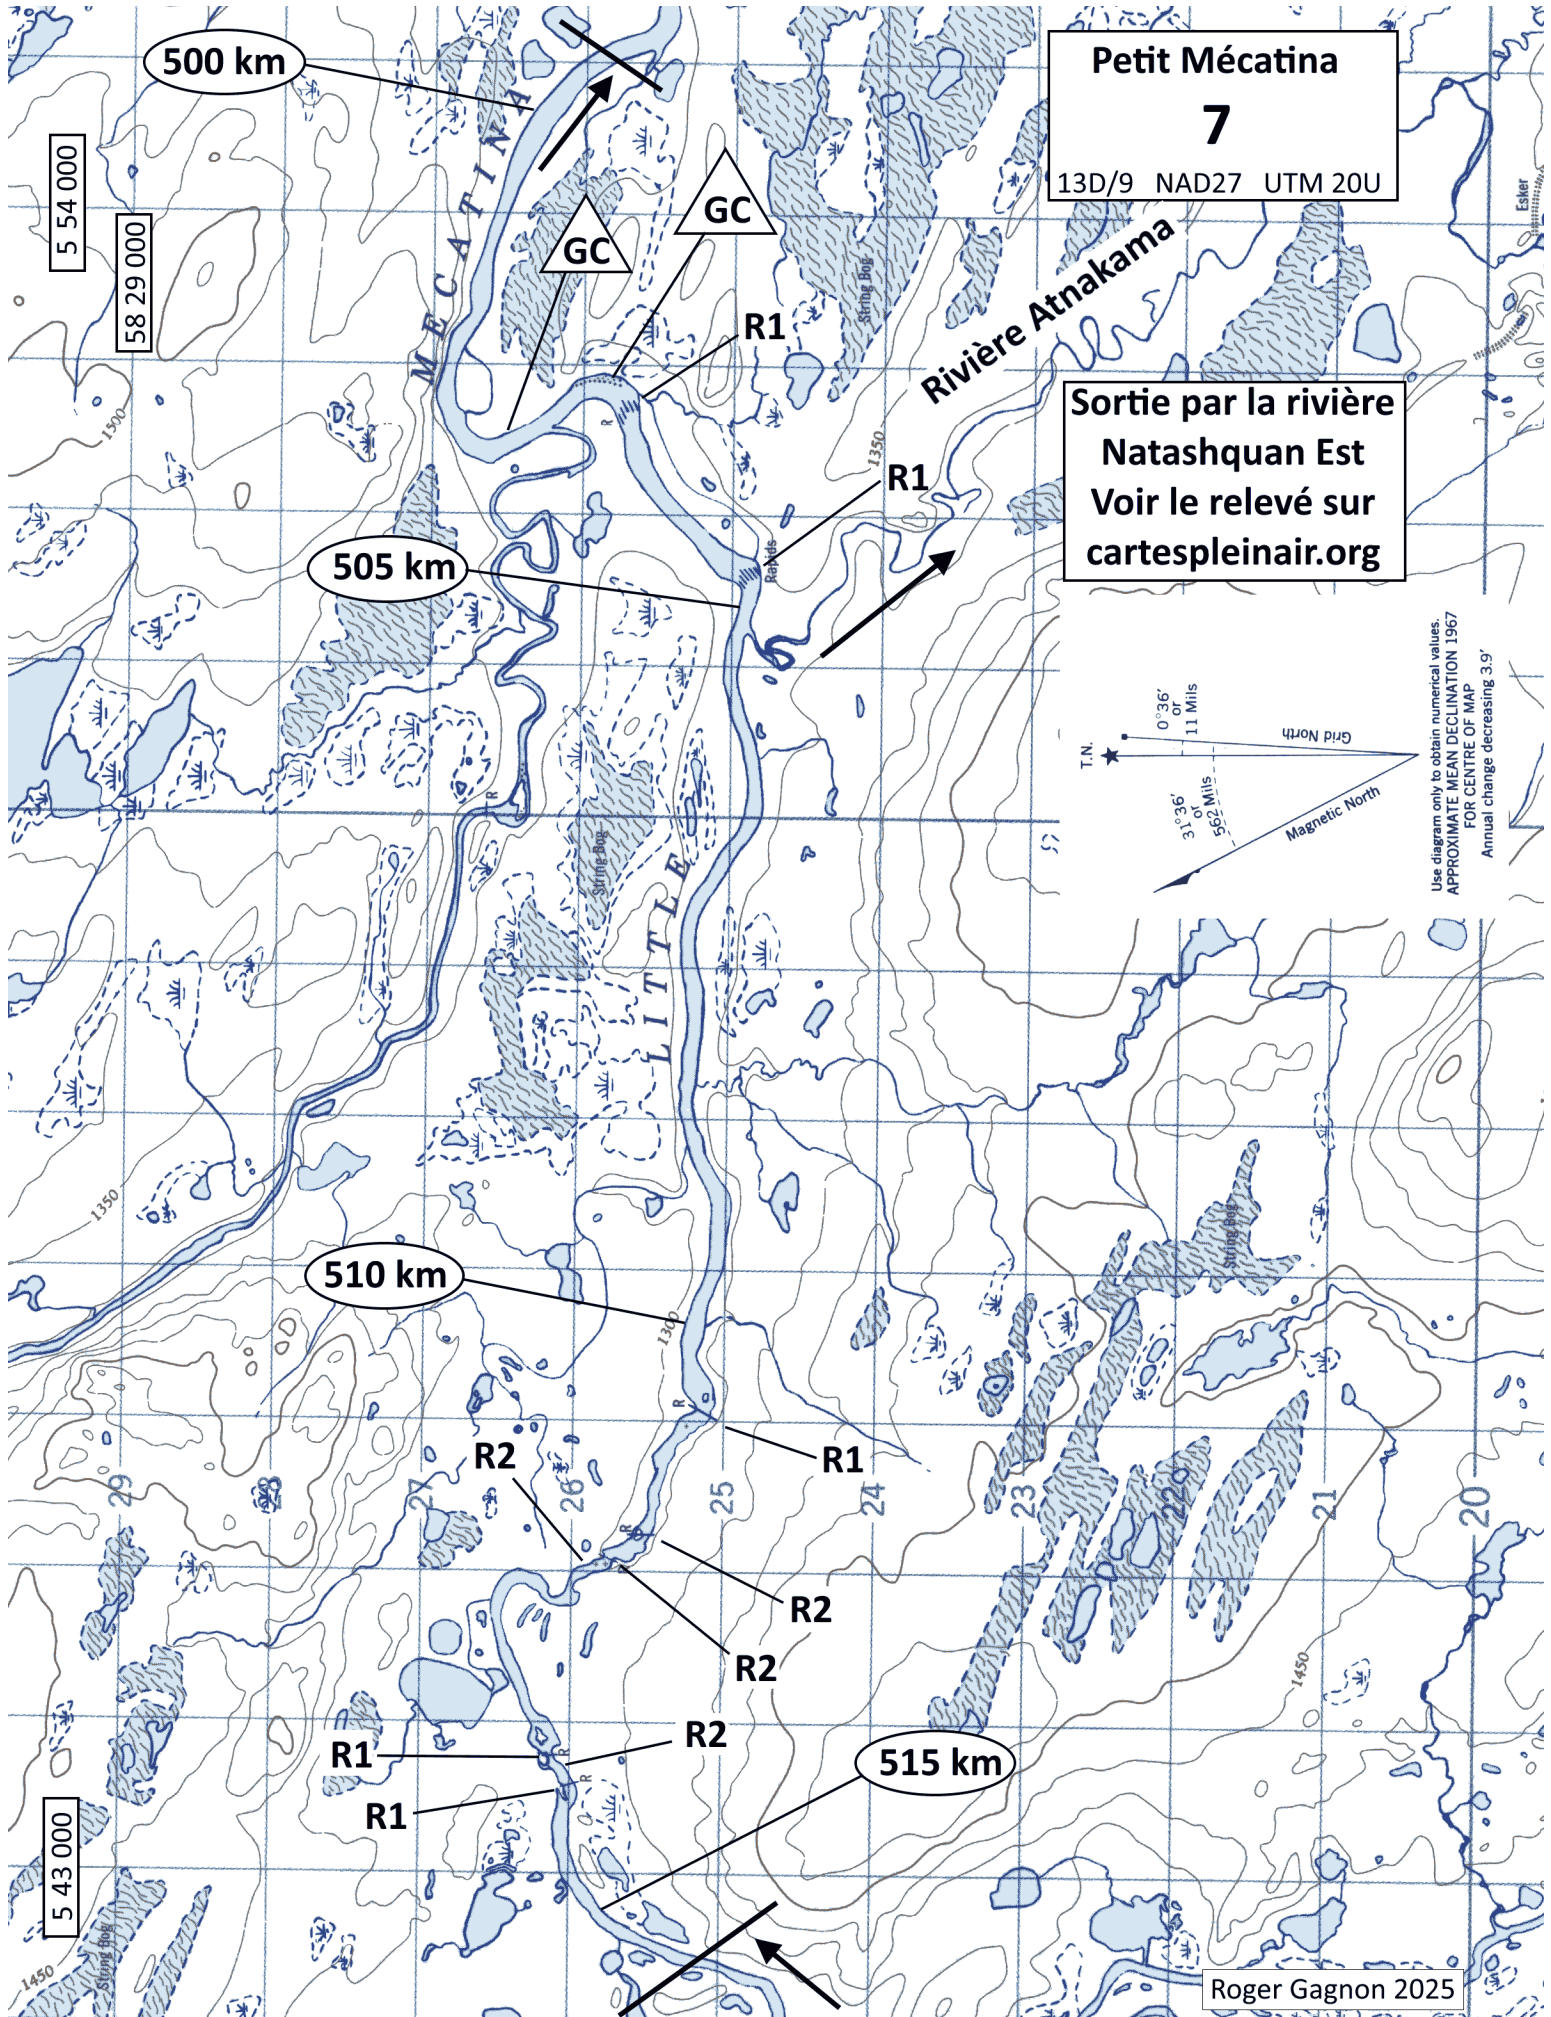 500 km
Petit Mécatina
7
13D/9 NAD27 UTM 20U
5 54 000
58 29 000
MECATINA
GC
GC
Esker
String Bog
Rivière Atnakama
R1
1500
1350
Sortie par la rivière
Natashquan Est
Voir le relevé sur
cartespleinair.org
R
R1
Rapids
505 km
T.N.
0°36'
or
11 Mils
Grid North
31°36'
or
562 Mils
Magnetic North
Use diagram only to obtain numerical values.
APPROXIMATE MEAN DECLINATION 1967
FOR CENTRE OF MAP
Annual change decreasing 3.9'
R
String Bog
LITTLE
1350
String Bog
510 km
1300
R
R1
R2
29
28
27
26
25
24
23
220
21
20
R
R2
R2
1450
R2
R1
R
515 km
R
R1
5 43 000
String Bog
1450
Roger Gagnon 2025